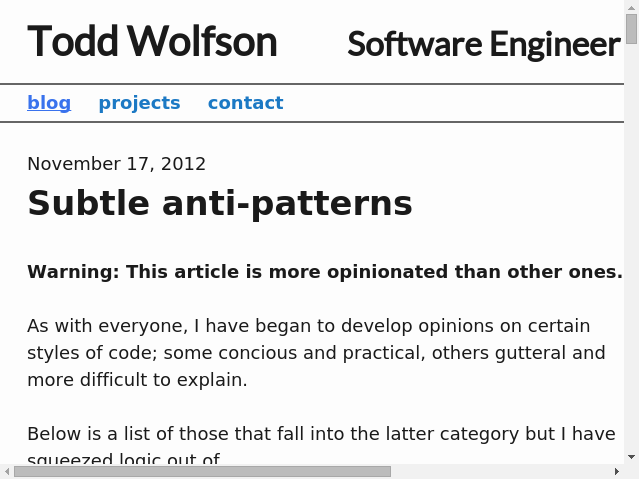 Todd Wolfson Software Engineer
blog projects contact
November 17, 2012
Subtle anti-patterns
Warning: This article is more opinionated than other ones.
As with everyone, I have began to develop opinions on certain
styles of code; some concious and practical, others gutteral and
more difficult to explain.
Below is a list of those that fall into the latter category but I have
squeezed logic out of